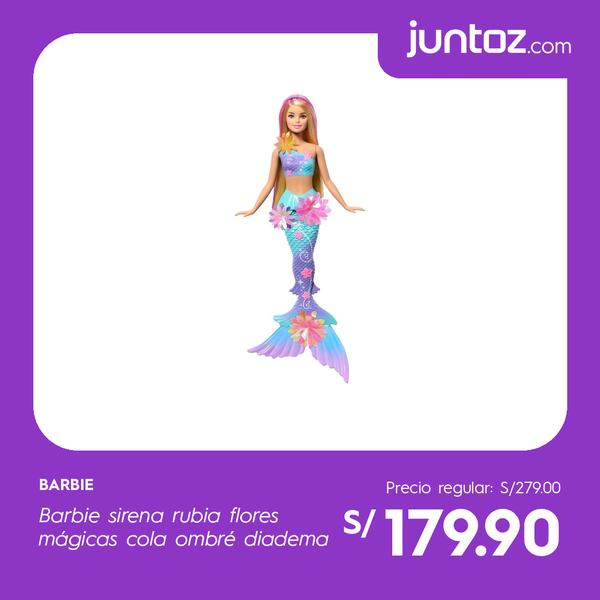 juntoz.com
BARBIE
Barbie sirena rubia flores
mágicas cola ombré diadema
Precio regular: S/279.00
S/179.90